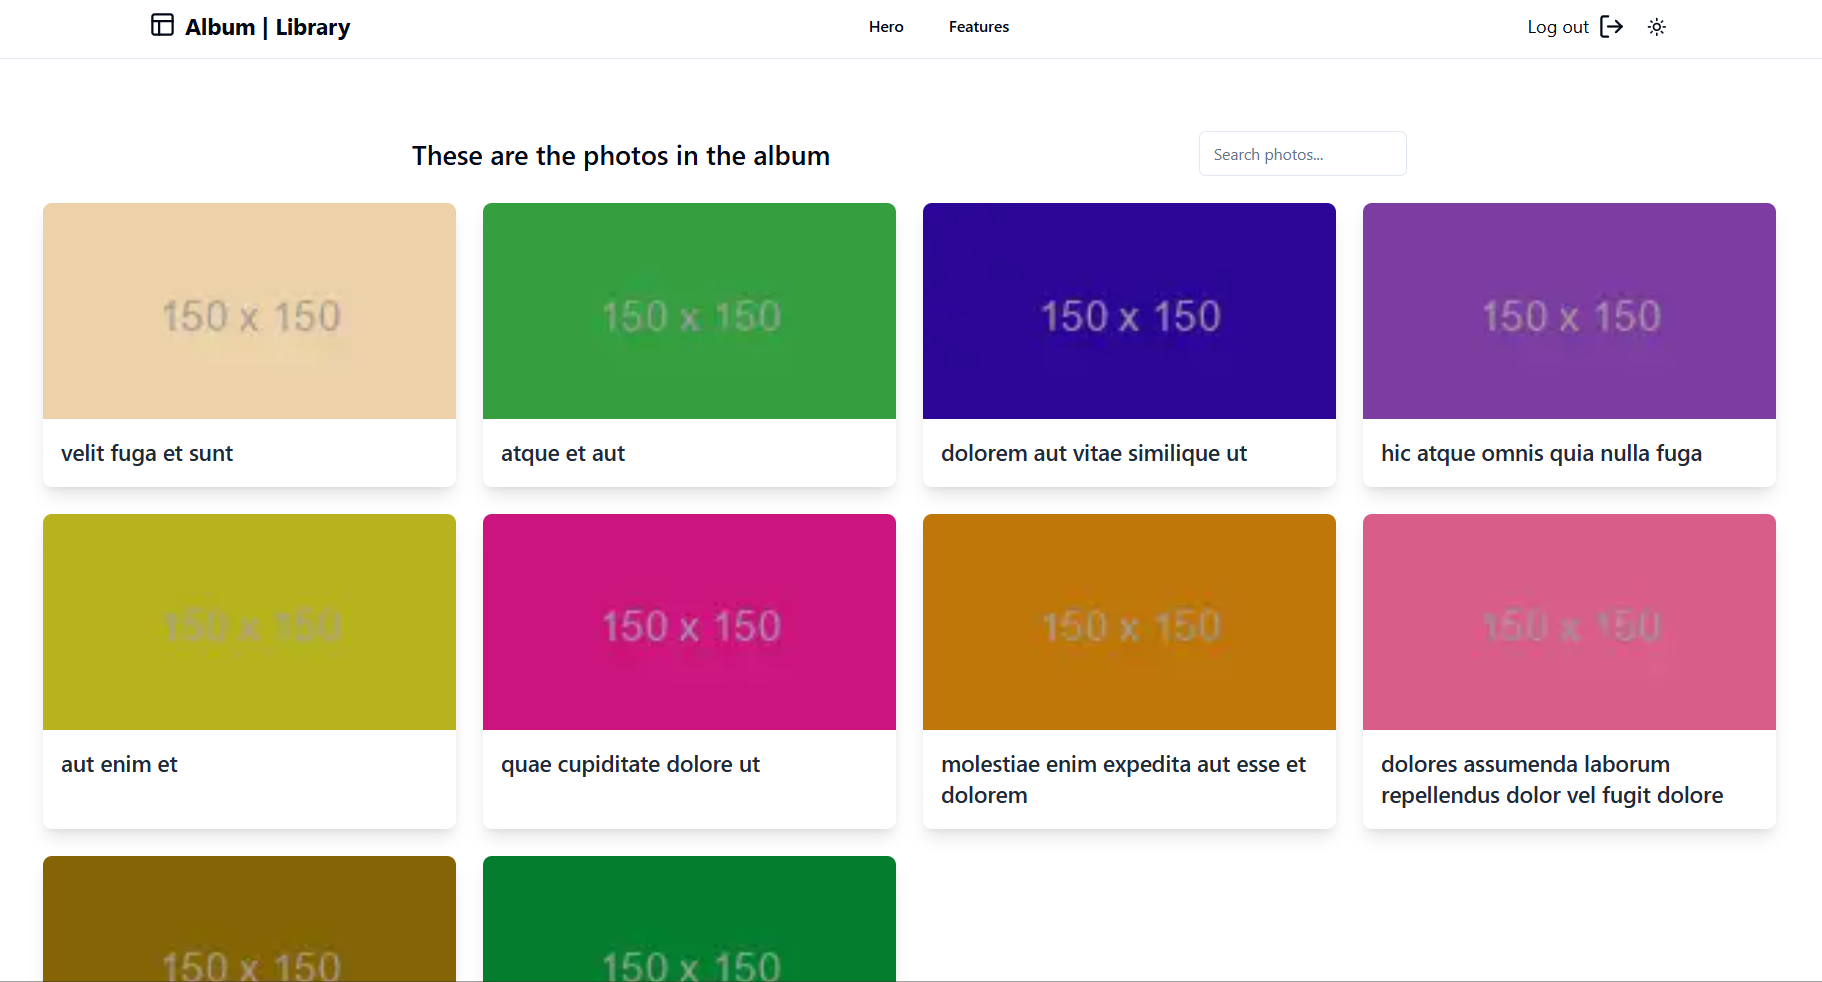 Album | Library
Hero
Features
Log out
These are the photos in the album
Search photos...
150 x 150
150 x 150
150 x 150
150 x 150
velit fuga et sunt
atque et aut
dolorem aut vitae similique ut
hic atque omnis quia nulla fuga
150 x 150
150 x 150
150 x 150
150 x 150
aut enim et
quae cupiditate dolore ut
molestiae enim expedita aut esse et
dolorem
dolores assumenda laborum
repellendus dolor vel fugit dolore
150 x 150
150 x 150